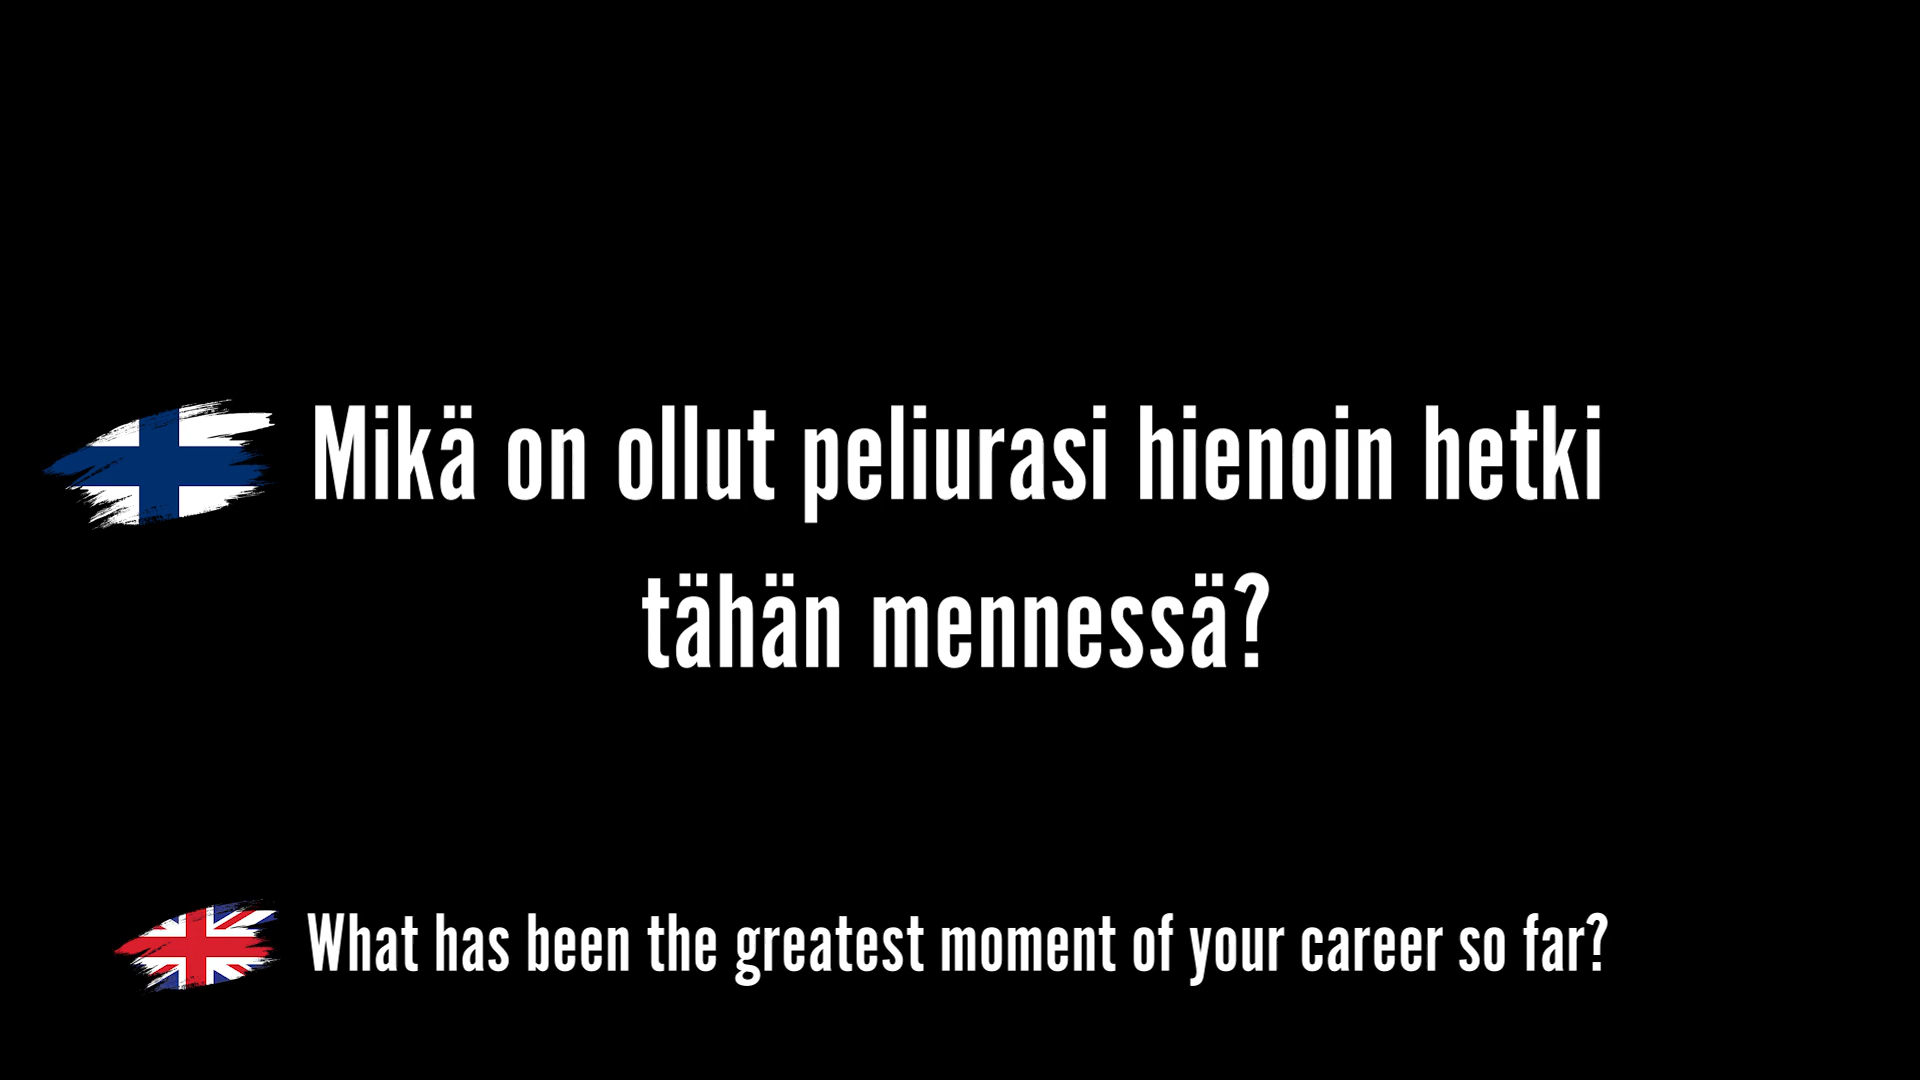 Mikä on ollut peliurasi hienoin hetki
tähän mennessä?
What has been the greatest moment of your career so far?